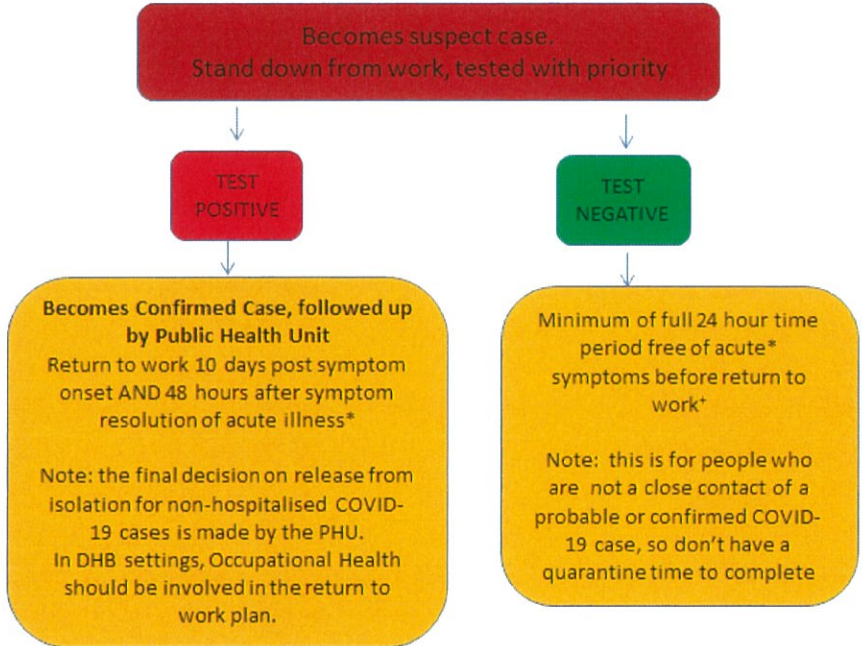 Becomes suspect case.
Stand down from work, tested with priority
TEST
POSITIVE
TEST
NEGATIVE
Becomes Confirmed Case, followed up
by Public Health Unit
Return to work 10 days post symptom
onset AND 48 hours after symptom
resolution of acute illness*
Note: the final decision on release from
isolation for non-hospitalised COVID-
19 cases is made by the PHU.
In DHB settings, Occupational Health
should be involved in the return to
work plan.
Minimum of full 24 hour time
period free of acute*
symptoms before return to
work⁺
Note: this is for people who
are not a close contact of a
probable or confirmed COVID-
19 case, so don't have a
quarantine time to complete